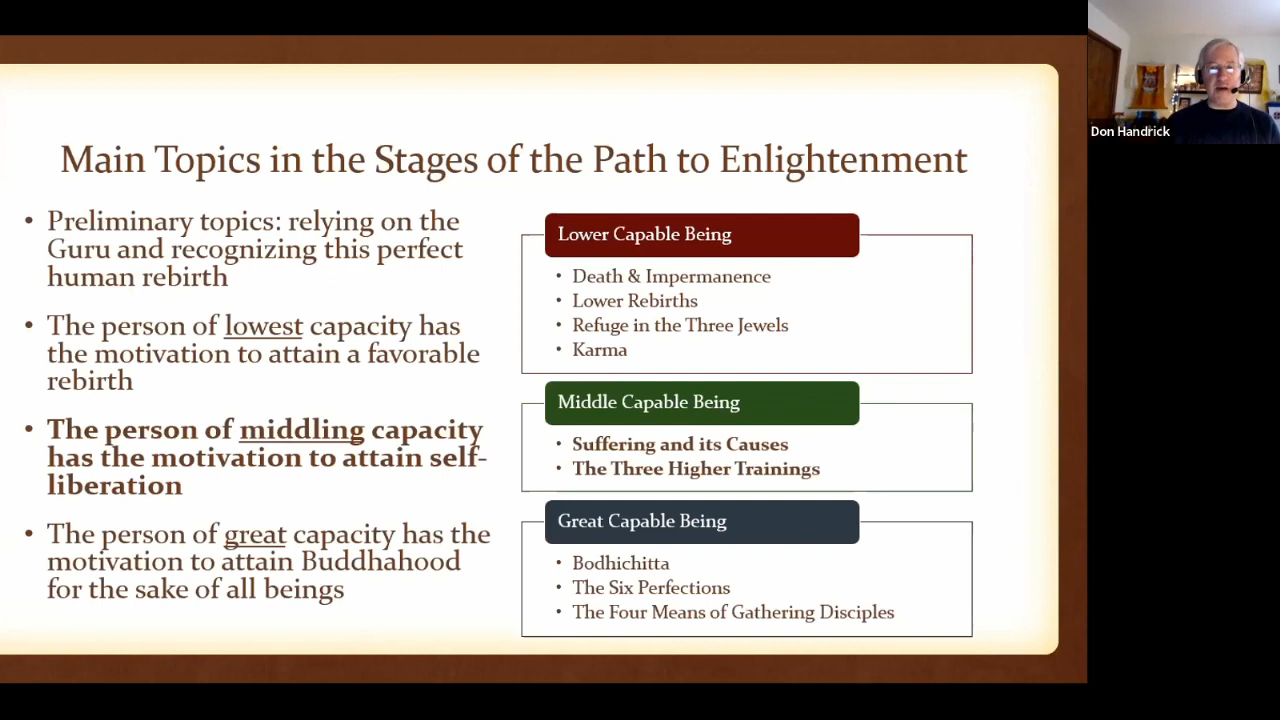 Main Topics in the Stages of the Path to Enlightenment
• Preliminary topics: relying on the
Guru and recognizing this perfect
human rebirth
• The person of lowest capacity has
the motivation to attain a favorable
rebirth
• The person of middling capacity
has the motivation to attain self-
liberation
• The person of great capacity has the
motivation to attain Buddhahood
for the sake of all beings
Lower Capable Being
• Death & Impermanence
• Lower Rebirths
• Refuge in the Three Jewels
• Karma
Middle Capable Being
• Suffering and its Causes
• The Three Higher Trainings
Great Capable Being
• Bodhichitta
• The Six Perfections
• The Four Means of Gathering Disciples
Don Handrick